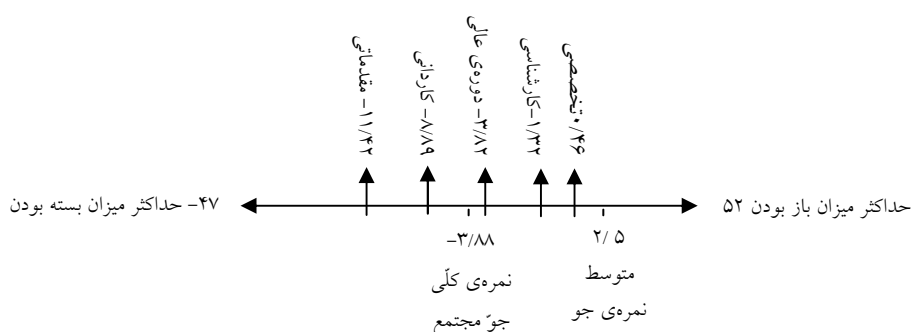 تخصصی ۰/۴۶
کارشناسی -۱/۳۲
دوره‌ی عالی -۳/۸۲
کاردانی -۸/۸۹
مقدماتی -۱۱/۴۲
حداکثر میزان باز بودن ۵۲
-۴۷ حداکثر میزان بسته بودن
۲/۵
متوسط
نمره‌ی جو
-۳/۸۸
نمره‌ی کلّی
جوّ مجتمع